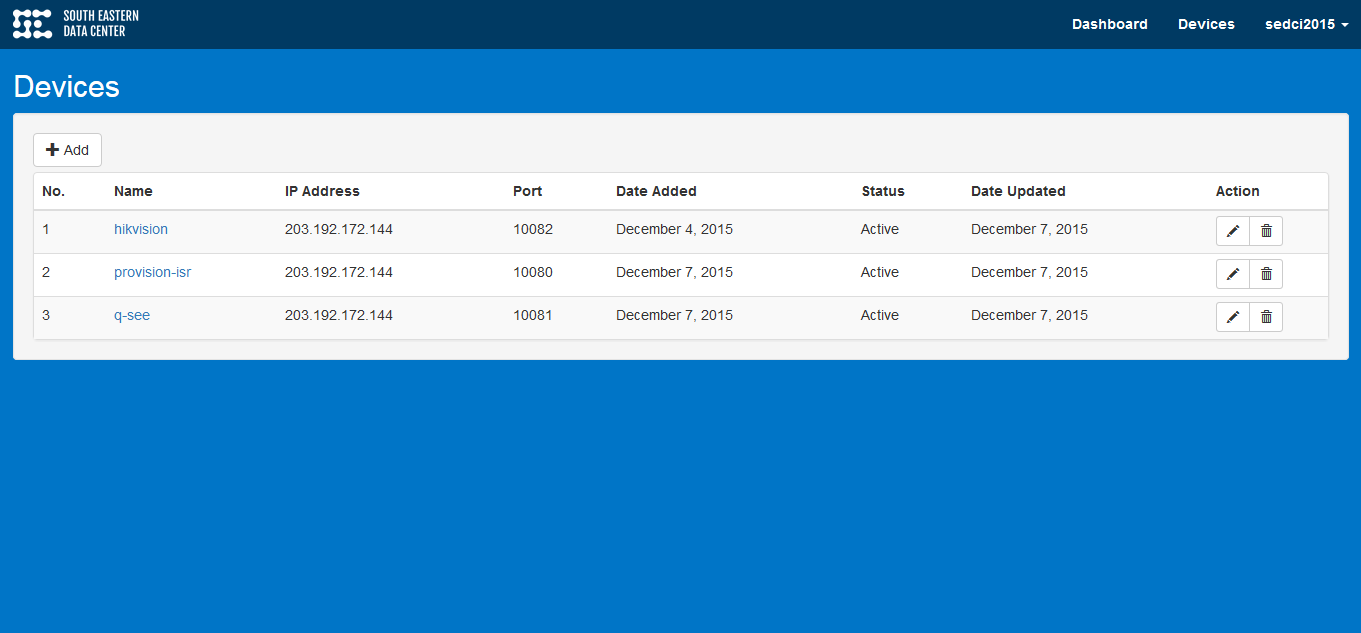 SOUTH EASTERN
DATA CENTER
Dashboard Devices sedci2015
Devices
Add
No. Name IP Address Port Date Added Status Date Updated Action
1 hikvision 203.192.172.144 10082 December 4, 2015 Active December 7, 2015
2 provision-isr 203.192.172.144 10080 December 7, 2015 Active December 7, 2015
3 q-see 203.192.172.144 10081 December 7, 2015 Active December 7, 2015